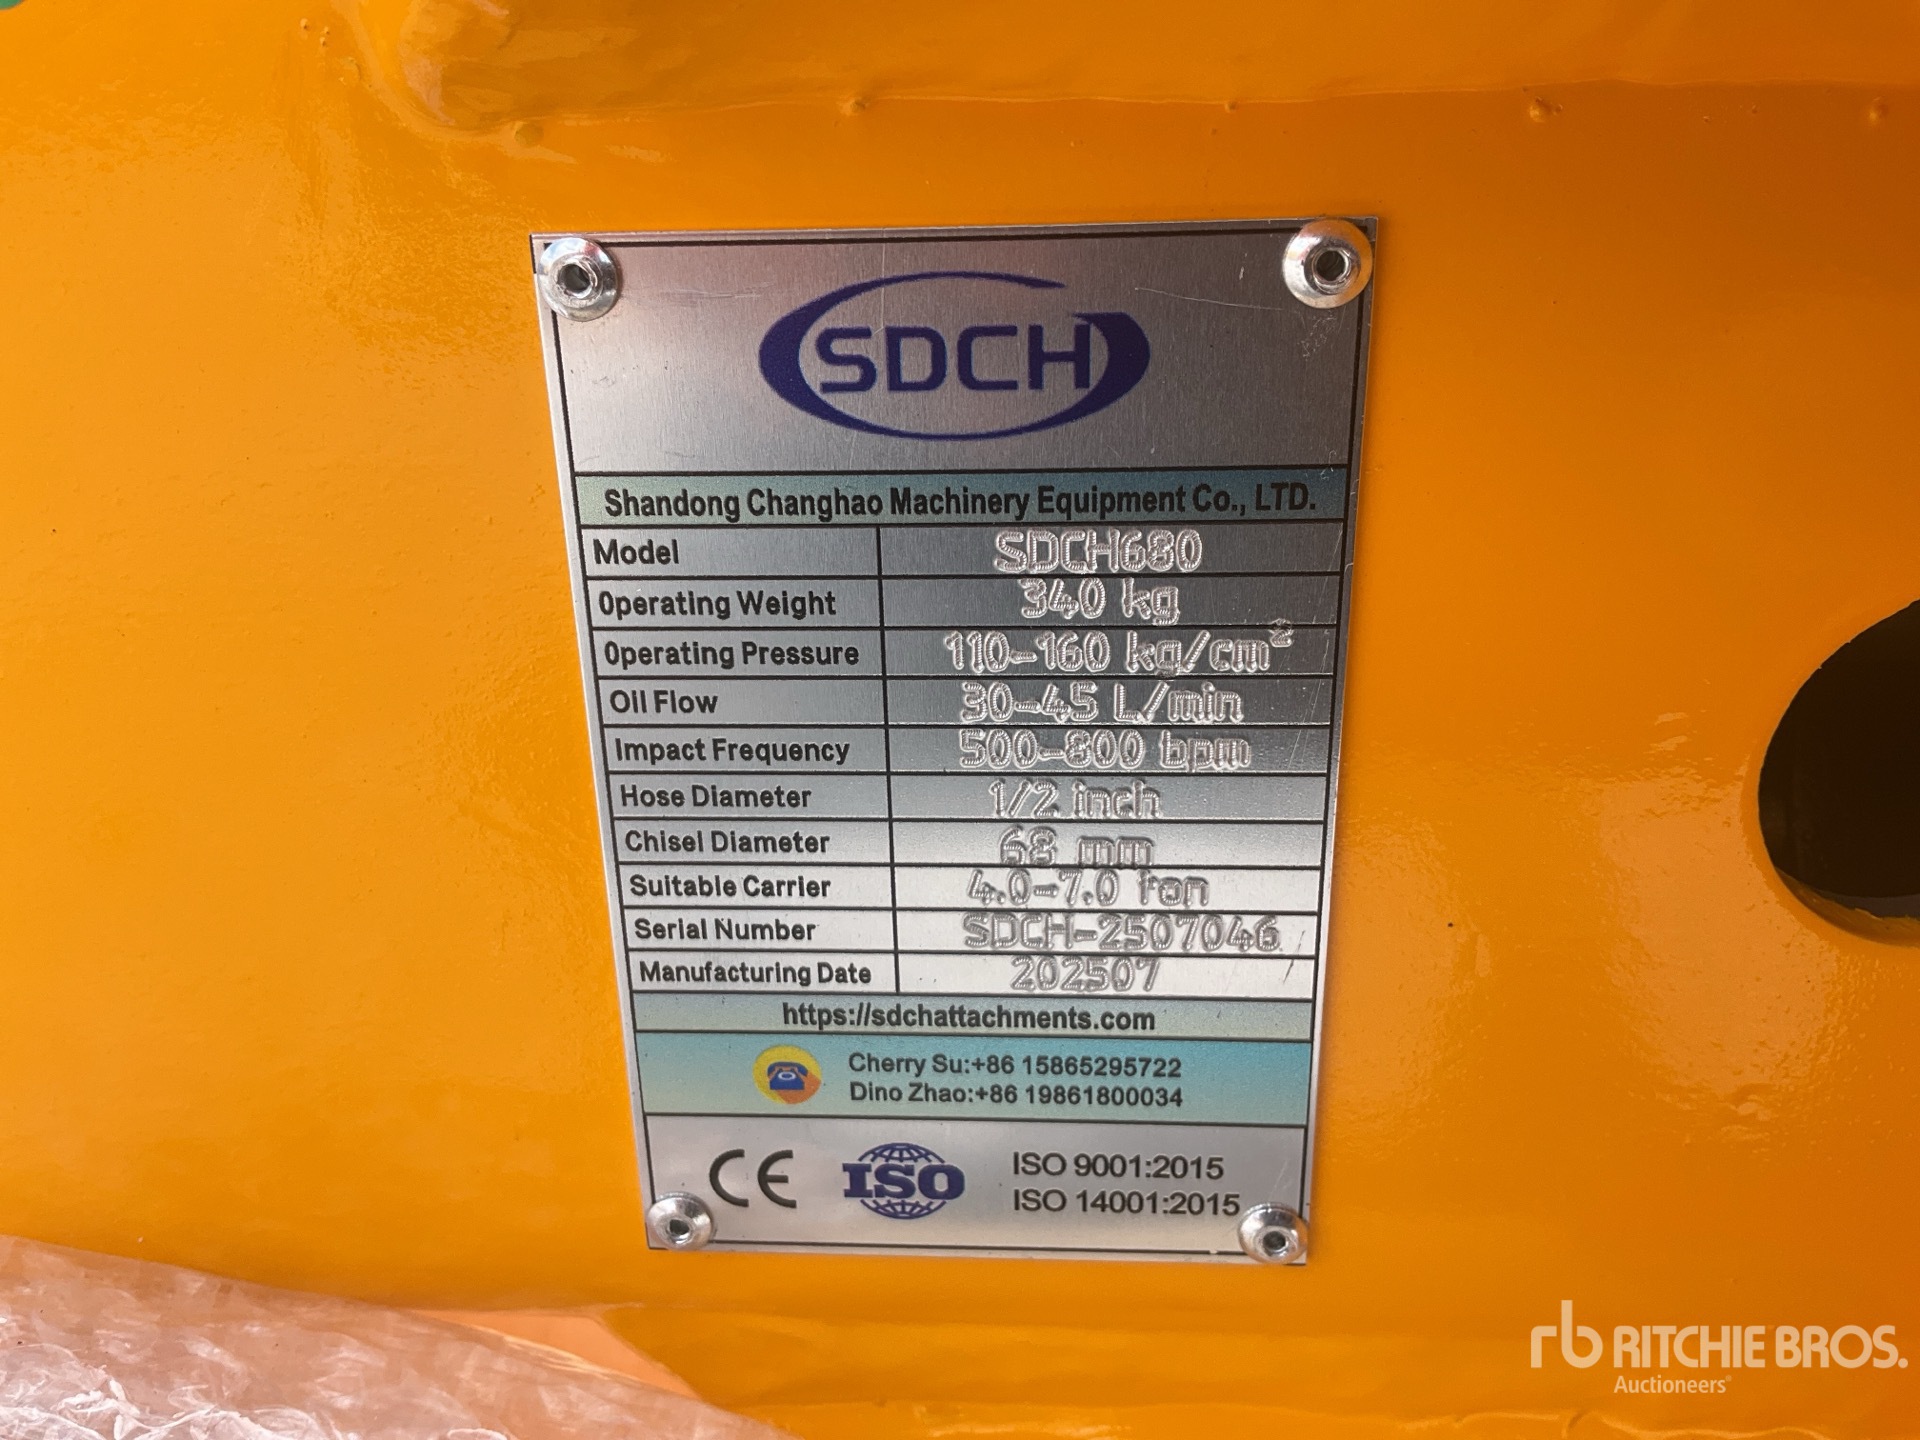 SDCH
Shandong Changhao Machinery Equipment Co., LTD.
Model SDCH680
Operating Weight 340 kg
Operating Pressure 110-160 kg/cm²
Oil Flow 30-45 L/min
Impact Frequency 500-800 bpm
Hose Diameter 1/2 inch
Chisel Diameter 68 mm
Suitable Carrier 4.0-7.0 ton
Serial Number SDCH-2507046
Manufacturing Date 202507
https://sdchattachments.com
Cherry Su:+86 15865295722
Dino Zhao:+86 19861800034
CE ISO ISO 9001:2015
ISO 14001:2015
rb RITCHIE BROS.
Auctioneers®